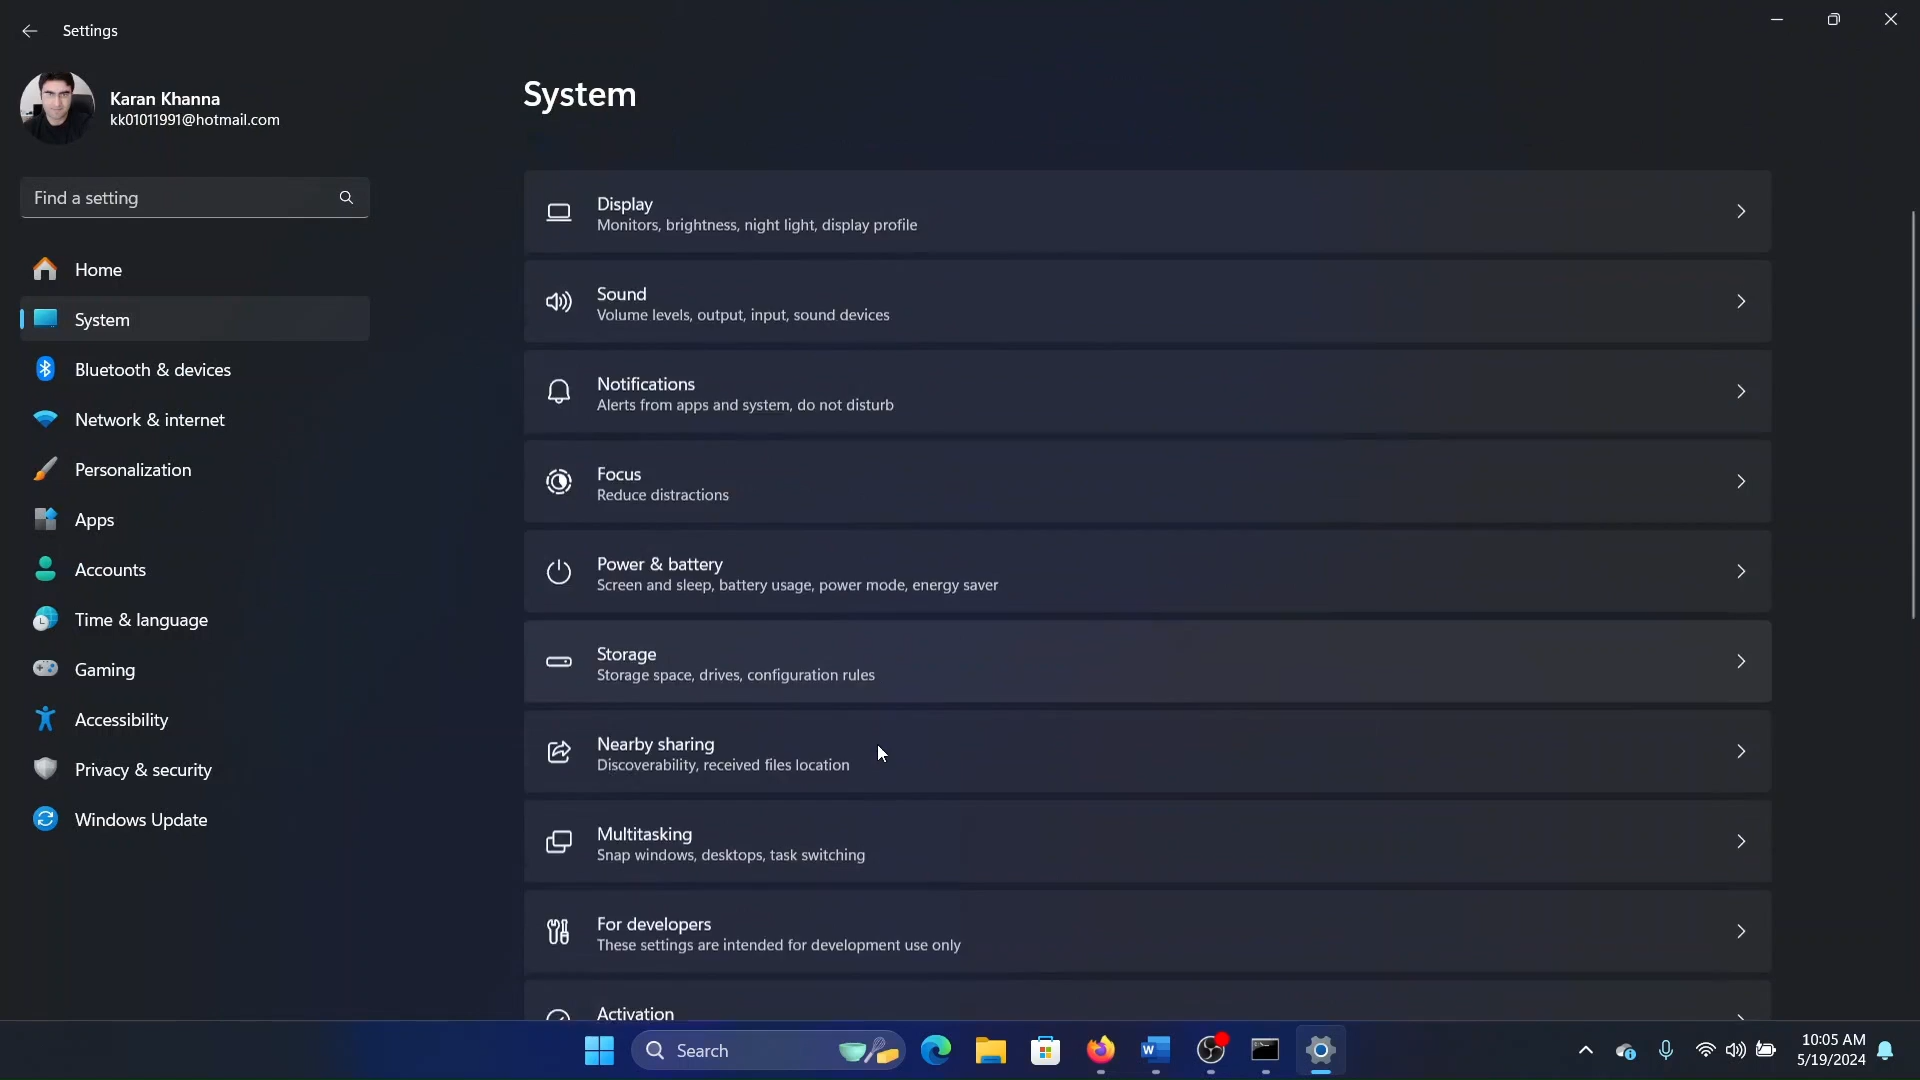 Settings
Karan Khanna
kk01011991@hotmail.com
Find a setting
Home
System
Bluetooth & devices
Network & internet
Personalization
Apps
Accounts
Time & language
Gaming
Accessibility
Privacy & security
Windows Update
System
Display
Monitors, brightness, night light, display profile
Sound
Volume levels, output, input, sound devices
Notifications
Alerts from apps and system, do not disturb
Focus
Reduce distractions
Power & battery
Screen and sleep, battery usage, power mode, energy saver
Storage
Storage space, drives, configuration rules
Nearby sharing
Discoverability, received files location
Multitasking
Snap windows, desktops, task switching
For developers
These settings are intended for development use only
Activation
Search
10:05 AM
5/19/2024